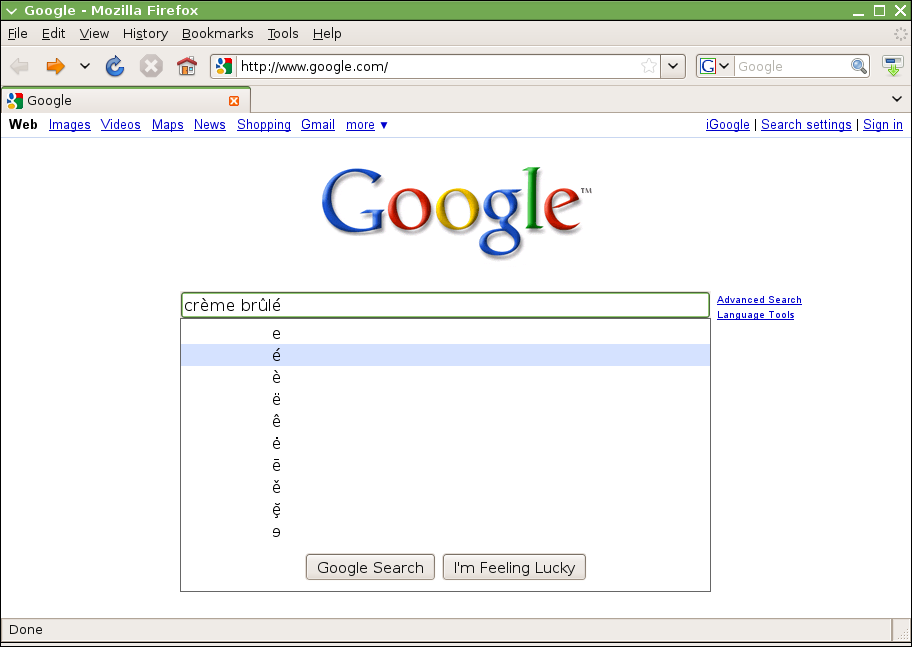 Google - Mozilla Firefox
File Edit View History Bookmarks Tools Help
http://www.google.com/ G Google
Google
Web Images Videos Maps News Shopping Gmail more ▼ iGoogle | Search settings | Sign in
Google™
crème brûlé Advanced Search
Language Tools
e
é
è
ë
ê
ė
ē
ě
ḝ
ɘ
Google Search I'm Feeling Lucky
Done